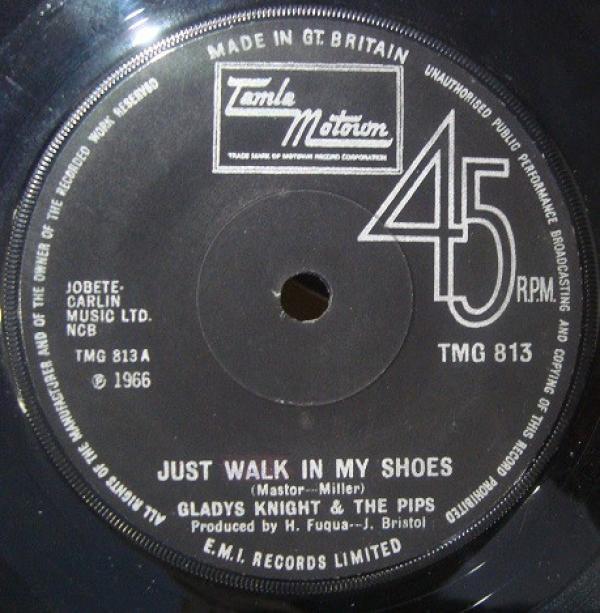 MADE IN GT. BRITAIN
UNAUTHORISED PUBLIC PERFORMANCE BROADCASTING AND COPYING OF THIS RECORD PROHIBITED
ALL RIGHTS OF THE MANUFACTURER AND OF THE OWNER OF THE RECORDED WORK RESERVED
Tamla
Motown
TRADE MARK OF MOTOWN RECORD CORPORATION
45
R.P.M.
JOBETE-
CARLIN
MUSIC LTD.
NCB
TMG 813 A
℗ 1966
TMG 813
JUST WALK IN MY SHOES
(Mastor—Miller)
GLADYS KNIGHT & THE PIPS
Produced by H. Fuqua—J. Bristol
E.M.I. RECORDS LIMITED